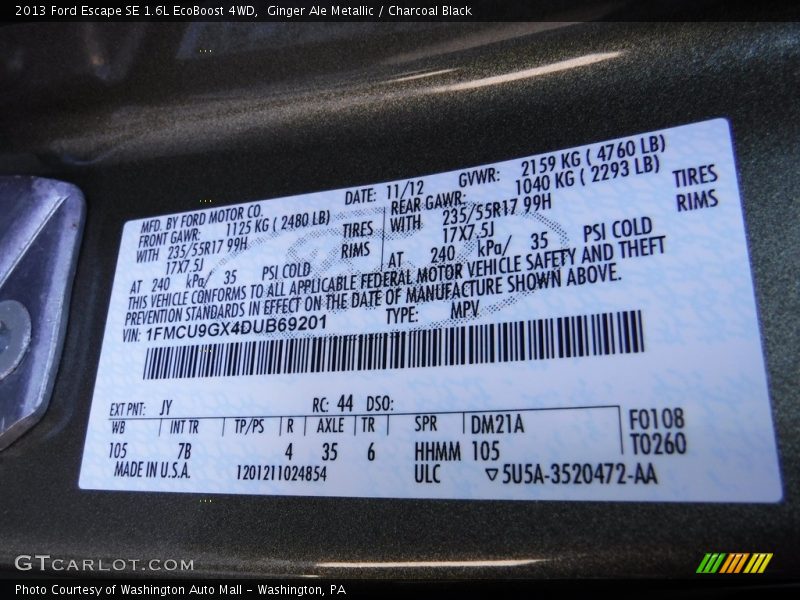 2013 Ford Escape SE 1.6L EcoBoost 4WD,  Ginger Ale Metallic / Charcoal Black
MFD. BY FORD MOTOR CO. DATE: 11/12 GVWR: 2159 KG ( 4760 LB)
FRONT GAWR: 1125 KG ( 2480 LB) REAR GAWR: 1040 KG ( 2293 LB)
WITH 235/55R17 99H TIRES WITH 235/55R17 99H TIRES
17X7.5J RIMS 17X7.5J RIMS
AT 240 kPa/ 35 PSI COLD AT 240 kPa/ 35 PSI COLD
THIS VEHICLE CONFORMS TO ALL APPLICABLE FEDERAL MOTOR VEHICLE SAFETY AND THEFT
PREVENTION STANDARDS IN EFFECT ON THE DATE OF MANUFACTURE SHOWN ABOVE.
VIN: 1FMCU9GX4DUB69201 TYPE: MPV
EXT PNT: JY RC: 44 DSO:
WB INT TR TP/PS R AXLE TR SPR DM21A F0108
105 7B 4 35 6 HHMM 105 T0260
MADE IN U.S.A. 1201211024854 ULC ▽5U5A-3520472-AA
GTCARLOT.COM
Photo Courtesy of Washington Auto Mall - Washington, PA